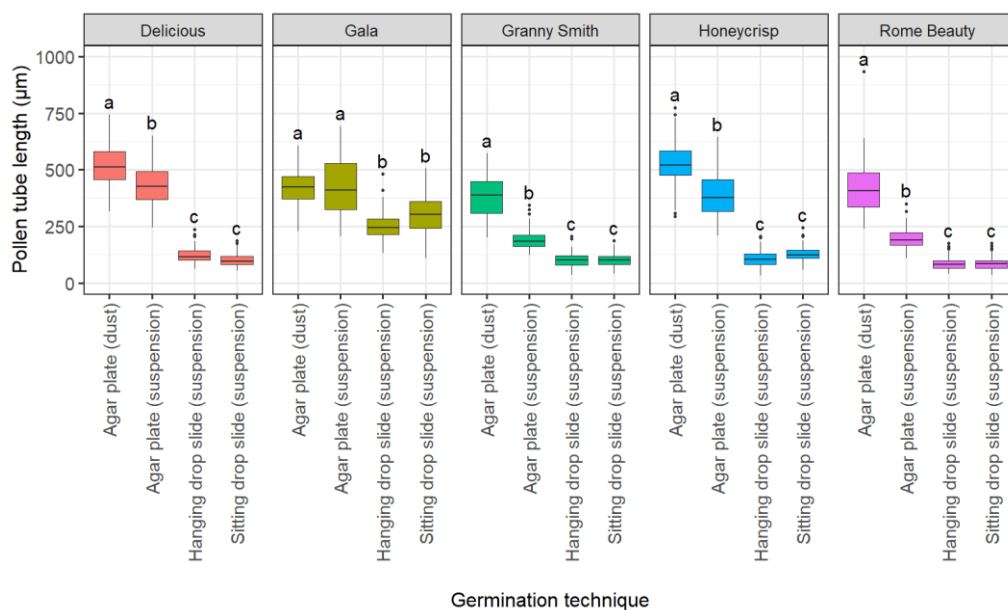 Delicious
Gala
Granny Smith
Honeycrisp
Rome Beauty
Pollen tube length (μm)
1000
750
500
250
0
a
b
c
c
a
a
b
b
a
b
c
c
a
b
c
c
a
b
c
c
Agar plate (dust)
Agar plate (suspension)
Hanging drop slide (suspension)
Sitting drop slide (suspension)
Agar plate (dust)
Agar plate (suspension)
Hanging drop slide (suspension)
Sitting drop slide (suspension)
Agar plate (dust)
Agar plate (suspension)
Hanging drop slide (suspension)
Sitting drop slide (suspension)
Agar plate (dust)
Agar plate (suspension)
Hanging drop slide (suspension)
Sitting drop slide (suspension)
Agar plate (dust)
Agar plate (suspension)
Hanging drop slide (suspension)
Sitting drop slide (suspension)
Germination technique